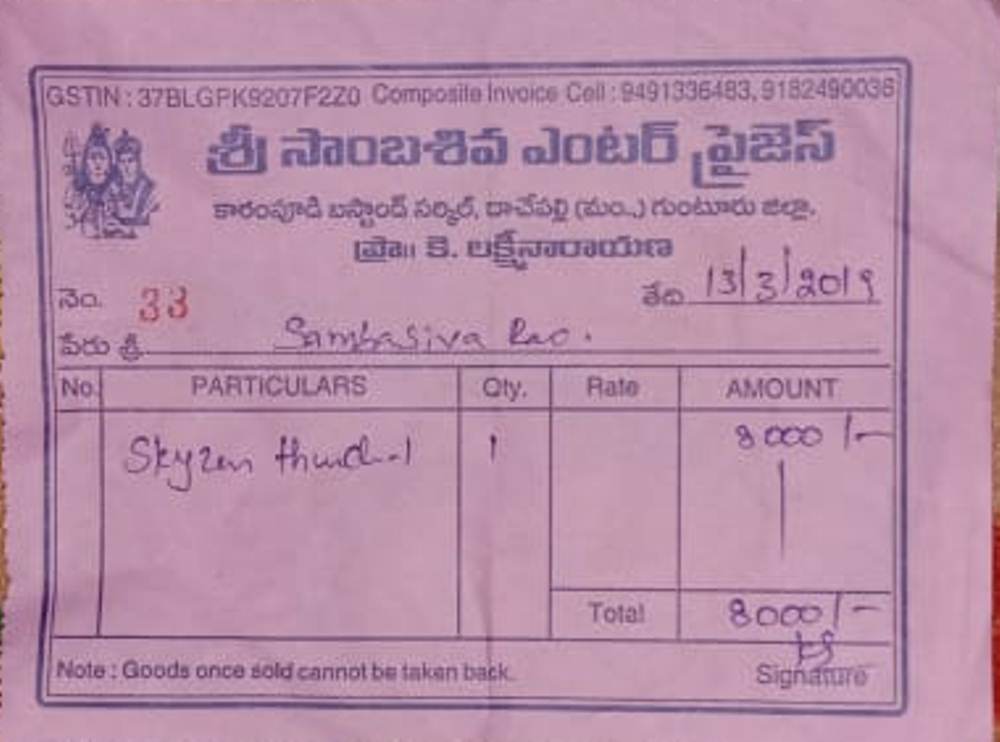 GSTIN : 37BLGPK9207F2Z0 Composite Invoice Cell : 9491336483, 9182490036
శ్రీ సాంబశివ ఎంటర్ ప్రైజెస్
కారంపూడి బస్టాండ్ సర్కిల్, దాచేపల్లి (మం..) గుంటూరు జిల్లా.
ప్రొ॥ కె. లక్ష్మీనారాయణ
నెం. 33 తేది 13/3/2019
పేరు శ్రీ Sambasiva Rao.
No. PARTICULARS Qty. Rate AMOUNT
Skyzen 1 8000/-
Total 8000/-
Note : Goods once sold cannot be taken back. Signature